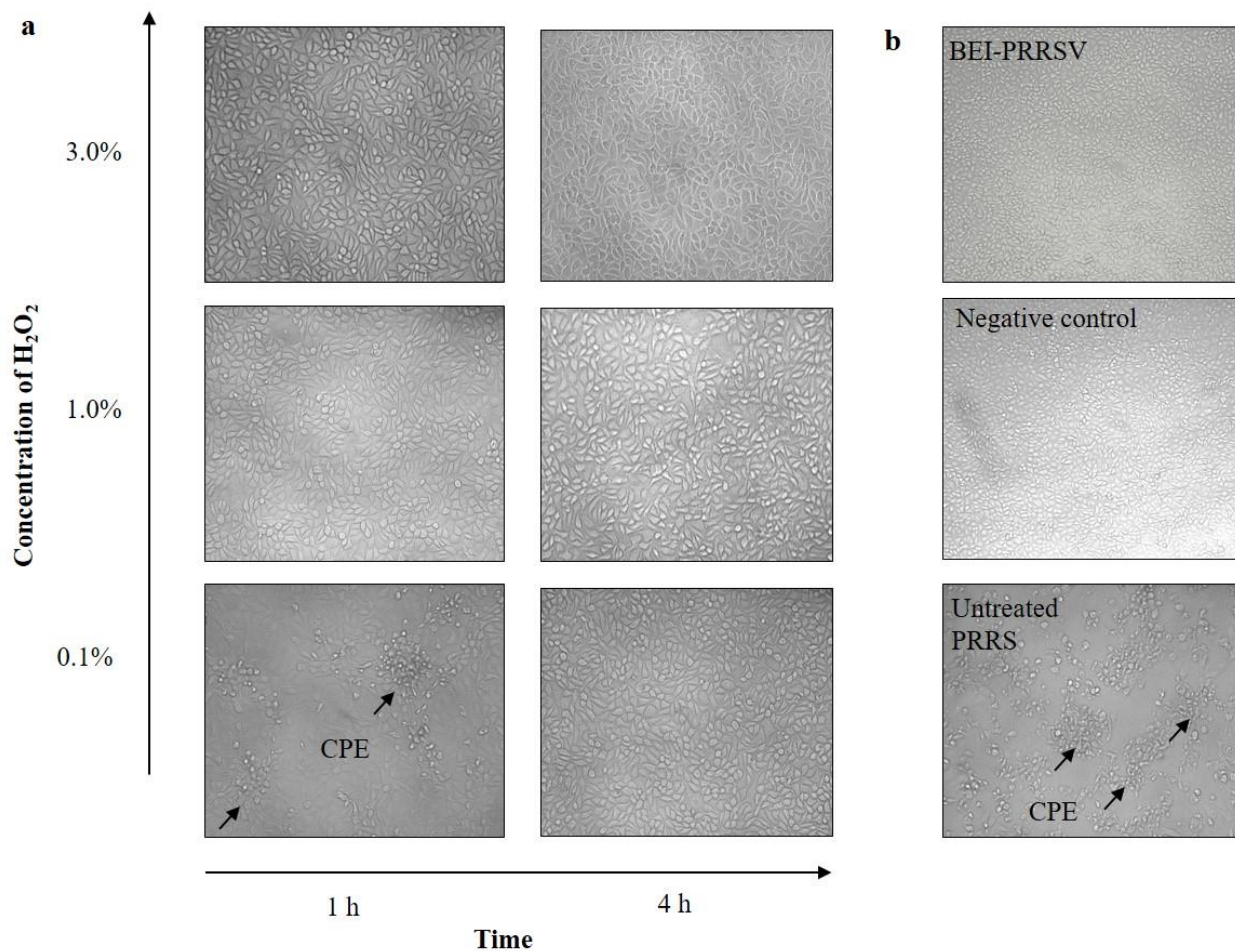 a
b
BEI-PRRSV
3.0%
Negative control
Concentration of H₂O₂
1.0%
Untreated
PRRS
0.1%
CPE
CPE
1 h
4 h
Time